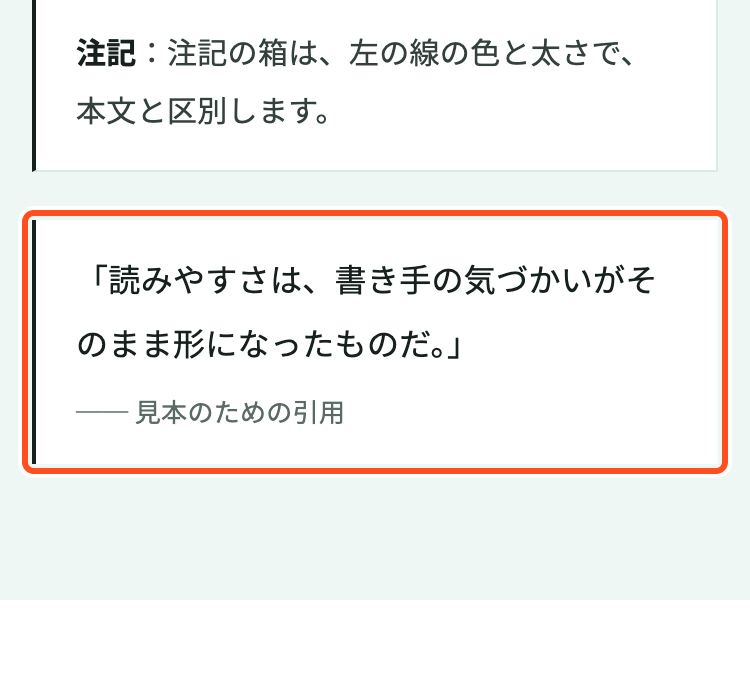 注記：注記の箱は、左の線の色と太さで、
本文と区別します。
「読みやすさは、書き手の気づかいがそ
のまま形になったものだ。」
—— 見本のための引用